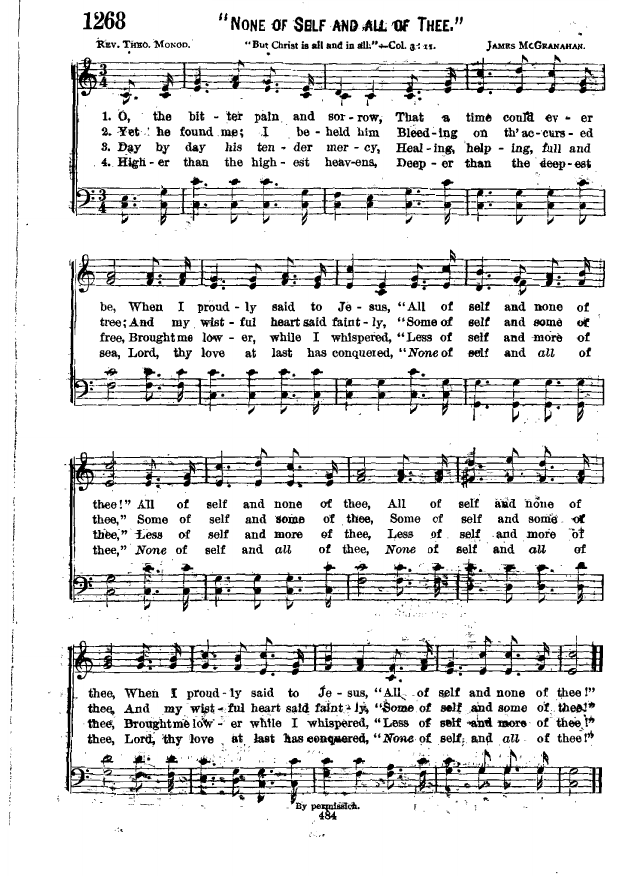 1268
"NONE OF SELF AND ALL OF THEE."
REV. THEO. MONOD. "But Christ is all and in all."—Col. 3: 11. JAMES MCGRANAHAN.
1. O, the bit - ter pain and sor - row, That a time could ev - er
2. Yet he found me; I be - held him Bleed - ing on th' ac - curs - ed
3. Day by day his ten - der mer - cy, Heal - ing, help - ing, full and
4. High - er than the high - est heavens, Deep - er than the deep - est
be, When I proud - ly said to Je - sus, "All of self and none of
tree; And my wist - ful heart said faint - ly, "Some of self and some of
free, Brought me low - er, while I whispered, "Less of self and more of
sea, Lord, thy love at last has conquered, "None of self and all of
thee!" All of self and none of thee, All of self and none of
thee," Some of self and some of thee, Some of self and some of
thee," Less of self and more of thee, Less of self and more of
thee," None of self and all of thee, None of self and all of
thee, When I proud - ly said to Je - sus, "All of self and none of thee!"
thee, And my wist - ful heart said faint - ly, "Some of self and some of thee!"
thee, Brought me low - er while I whispered, "Less of self and more of thee!"
thee, Lord, thy love at last has conquered, "None of self, and all of thee!"
By permission.
484